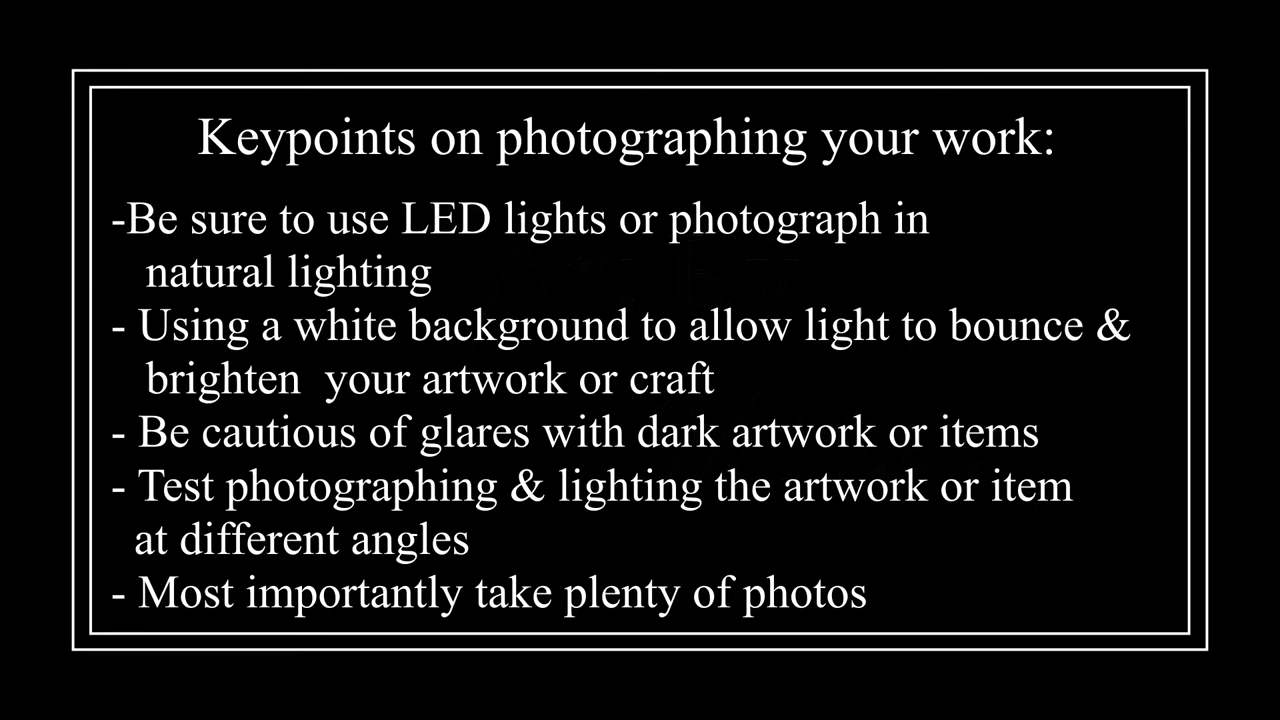 Keypoints on photographing your work:
-Be sure to use LED lights or photograph in
natural lighting
- Using a white background to allow light to bounce &
brighten  your artwork or craft
- Be cautious of glares with dark artwork or items
- Test photographing & lighting the artwork or item
at different angles
- Most importantly take plenty of photos